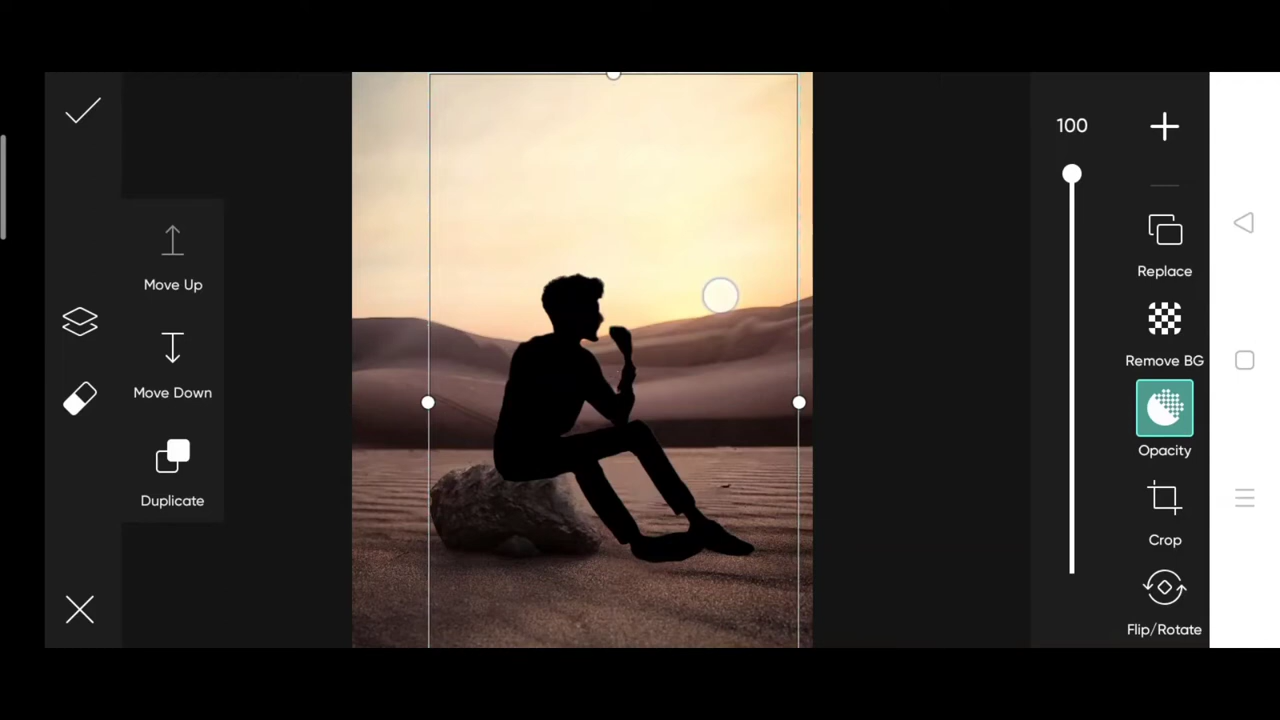 Move Up
Move Down
Duplicate
100
Replace
Remove BG
Opacity
Crop
Flip/Rotate